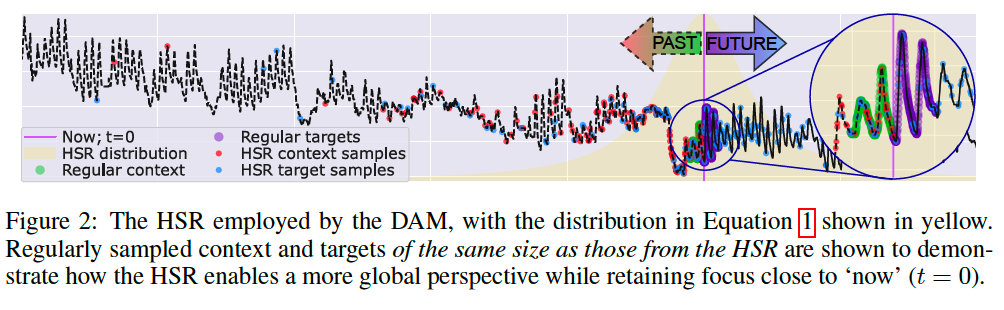 PAST FUTURE
Now; t=0
HSR distribution
Regular context
Regular targets
HSR context samples
HSR target samples
Figure 2: The HSR employed by the DAM, with the distribution in Equation 1 shown in yellow.
Regularly sampled context and targets of the same size as those from the HSR are shown to demon-
strate how the HSR enables a more global perspective while retaining focus close to ‘now’ (t = 0).